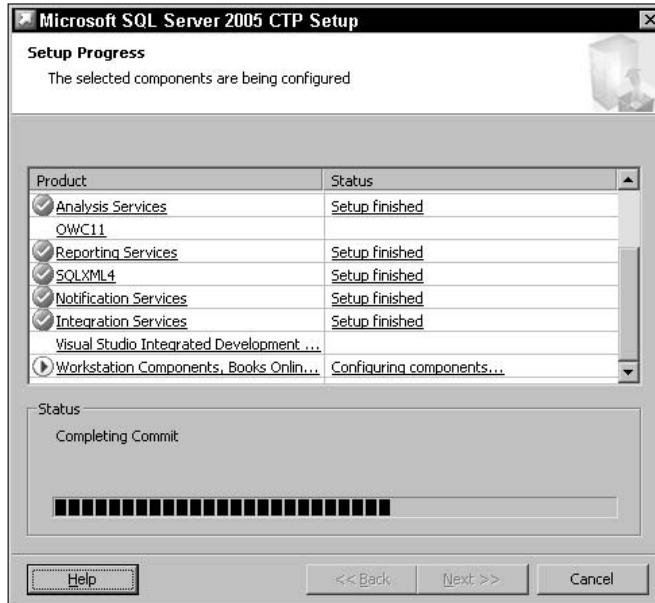 Microsoft SQL Server 2005 CTP Setup
Setup Progress
The selected components are being configured
Product Status
Analysis Services Setup finished
OWC11
Reporting Services Setup finished
SQLXML4 Setup finished
Notification Services Setup finished
Integration Services Setup finished
Visual Studio Integrated Development ...
Workstation Components, Books Onlin... Configuring components...
Status
Completing Commit
Help << Back Next >> Cancel